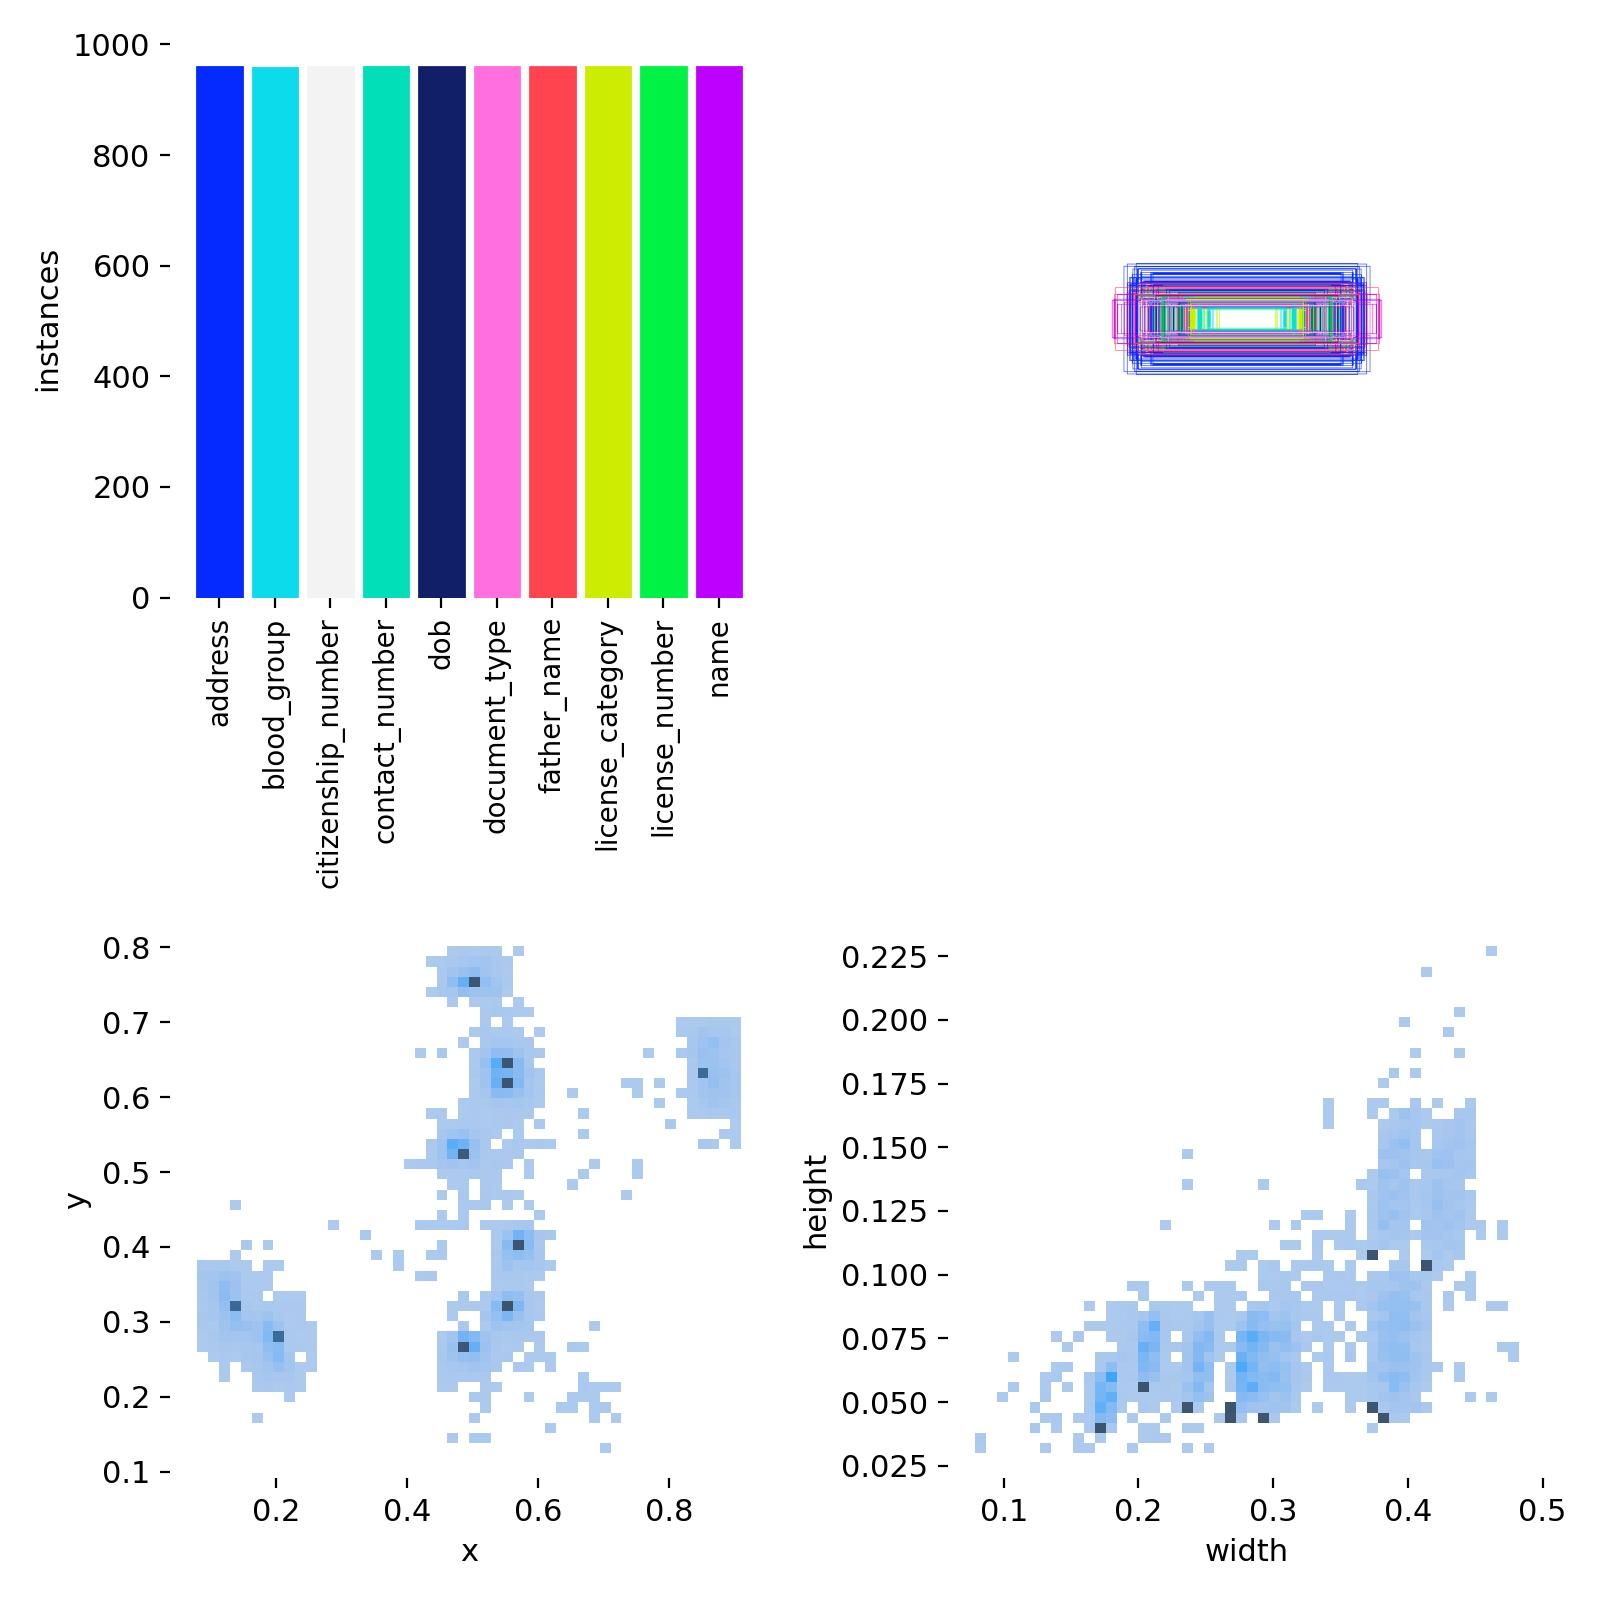 1000
800
600
400
200
0
instances
address
blood_group
citizenship_number
contact_number
dob
document_type
father_name
license_category
license_number
name
0.8
0.7
0.6
0.5
0.4
0.3
0.2
0.1
y
0.2 0.4 0.6 0.8
x
0.225
0.200
0.175
0.150
0.125
0.100
0.075
0.050
0.025
height
0.1 0.2 0.3 0.4 0.5
width